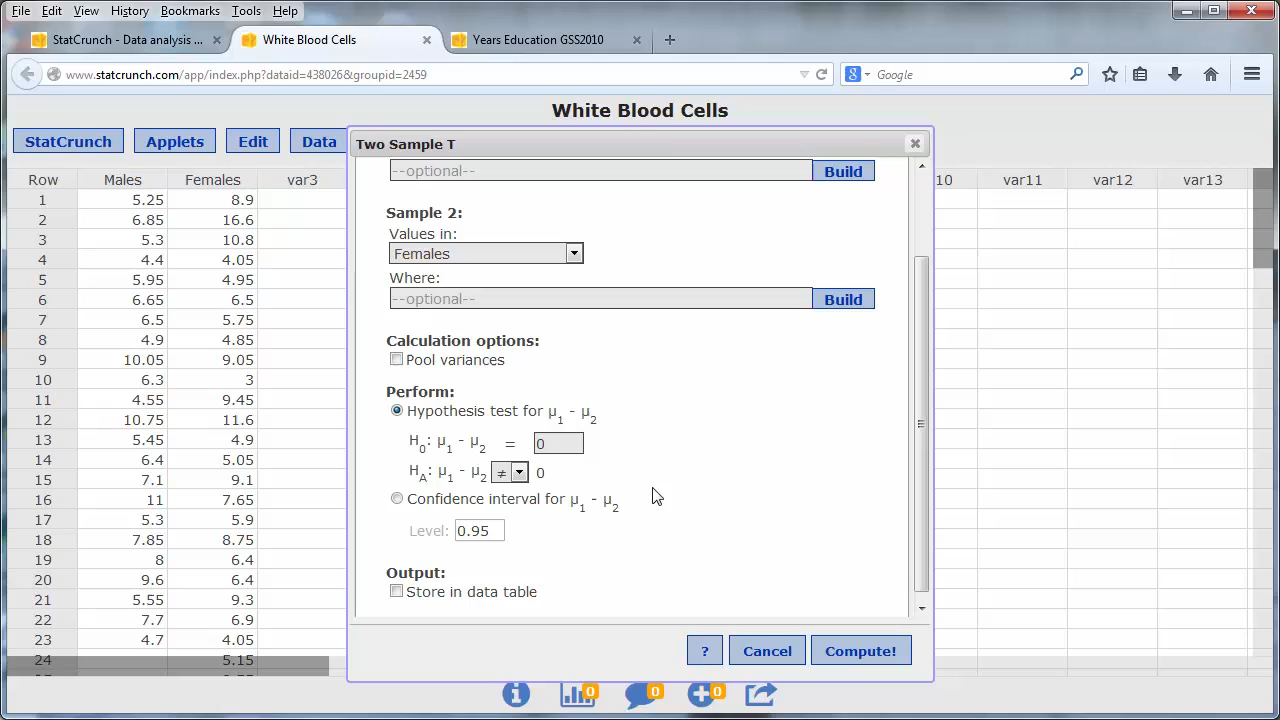 File Edit View History Bookmarks Tools Help
StatCrunch - Data analysis ... White Blood Cells Years Education GSS2010
www.statcrunch.com/app/index.php?dataid=438026&groupid=2459 Google
White Blood Cells
StatCrunch Applets Edit Data
Two Sample T
--optional-- Build
Sample 2:
Values in:
Females
Where:
--optional-- Build
Calculation options:
Pool variances
Perform:
Hypothesis test for μ1 - μ2
H0: μ1 - μ2 = 0
HA: μ1 - μ2 ≠ 0
Confidence interval for μ1 - μ2
Level: 0.95
Output:
Store in data table
? Cancel Compute!
Row Males Females var3 10 var11 var12 var13
1 5.25 8.9
2 6.85 16.6
3 5.3 10.8
4 4.4 4.05
5 5.95 4.95
6 6.65 6.5
7 6.5 5.75
8 4.9 4.85
9 10.05 9.05
10 6.3 3
11 4.55 9.45
12 10.75 11.6
13 5.45 4.9
14 6.4 5.05
15 7.1 9.1
16 11 7.65
17 5.3 5.9
18 7.85 8.75
19 8 6.4
20 9.6 6.4
21 5.55 9.3
22 7.7 6.9
23 4.7 4.05
24 5.15
0 0 0